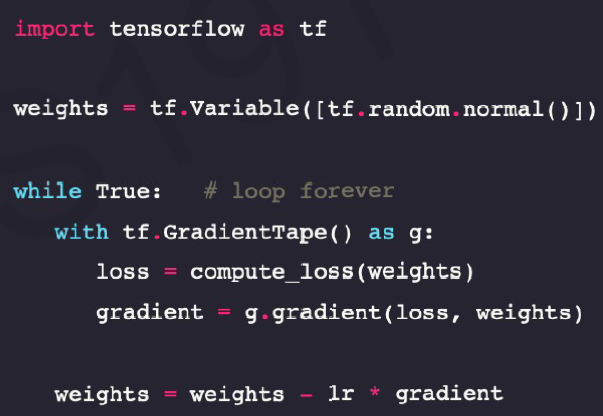 import tensorflow as tf
weights = tf.Variable([tf.random.normal()])
while True: # loop forever
with tf.GradientTape() as g:
loss = compute_loss(weights)
gradient = g.gradient(loss, weights)
weights = weights - lr * gradient